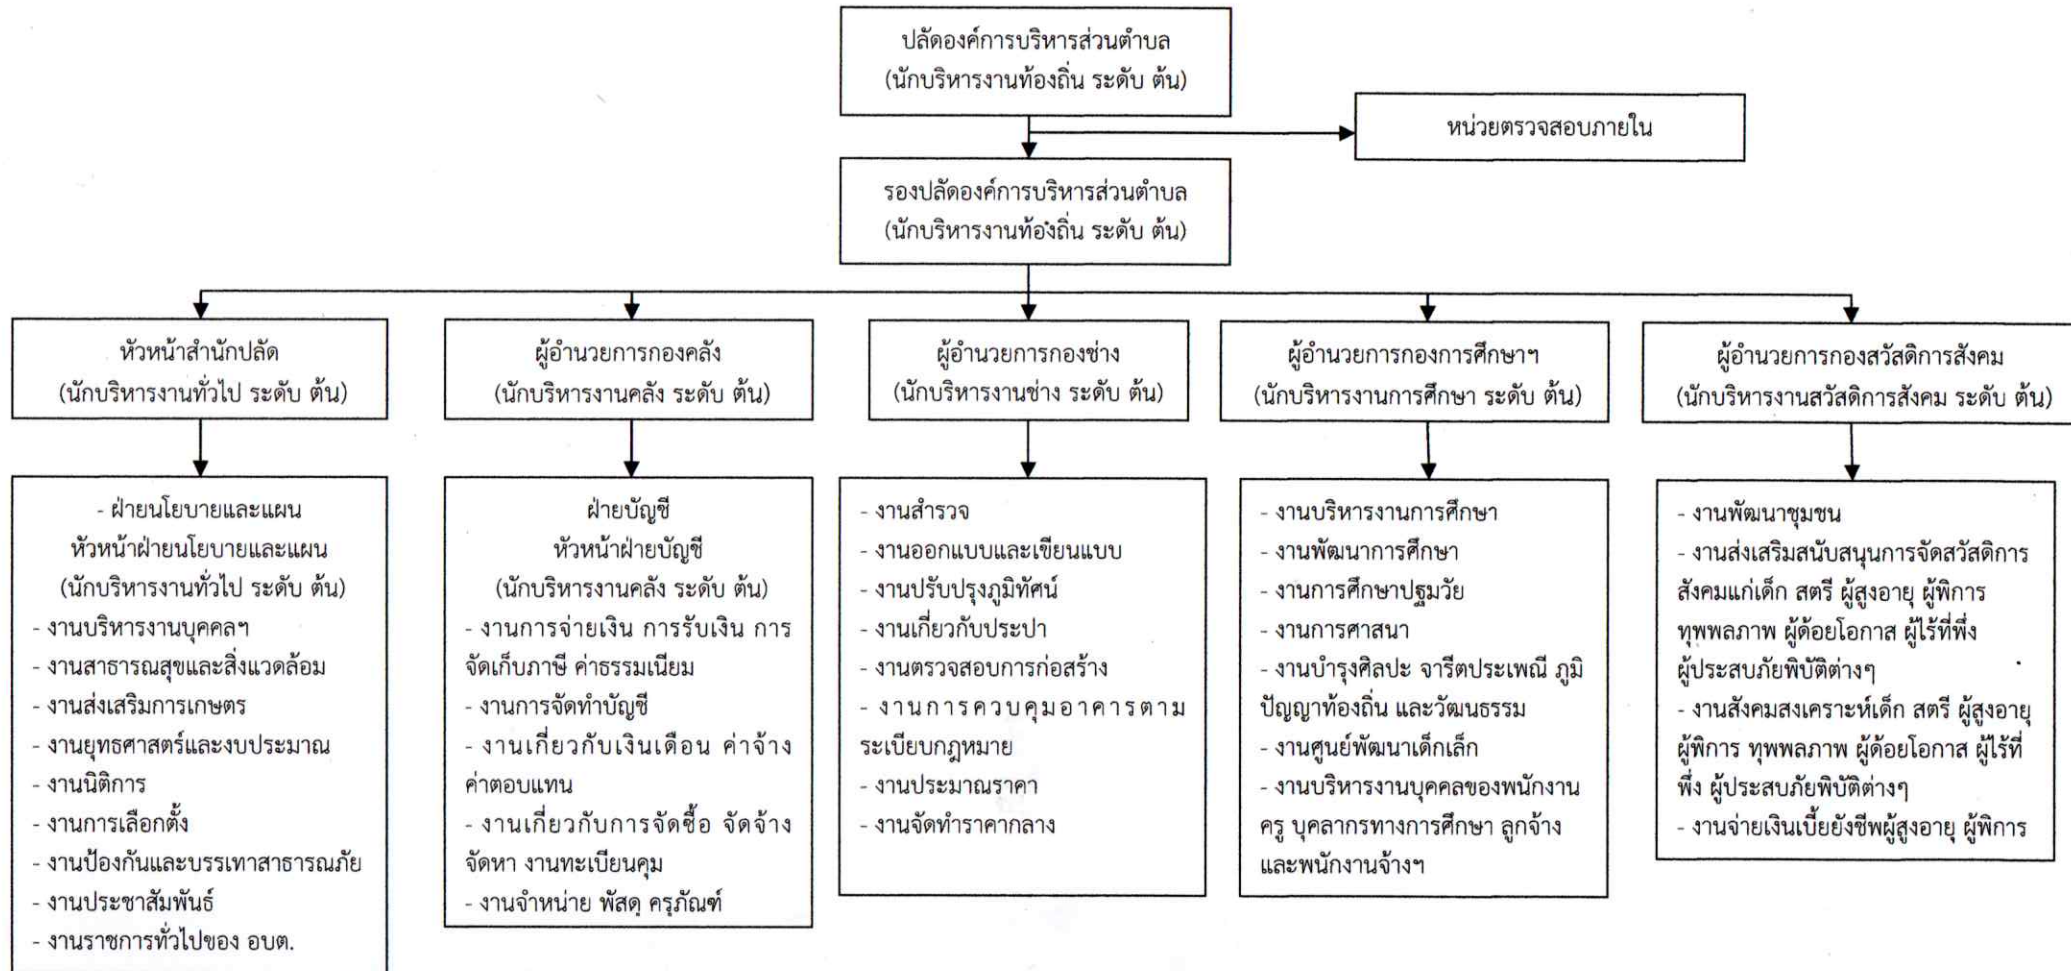 ปลัดองค์การบริหารส่วนตำบล
(นักบริหารงานท้องถิ่น ระดับ ต้น)
หน่วยตรวจสอบภายใน
รองปลัดองค์การบริหารส่วนตำบล
(นักบริหารงานท้องถิ่น ระดับ ต้น)
หัวหน้าสำนักปลัด
(นักบริหารงานทั่วไป ระดับ ต้น)
ผู้อำนวยการกองคลัง
(นักบริหารงานคลัง ระดับ ต้น)
ผู้อำนวยการกองช่าง
(นักบริหารงานช่าง ระดับ ต้น)
ผู้อำนวยการกองการศึกษาฯ
(นักบริหารงานการศึกษา ระดับ ต้น)
ผู้อำนวยการกองสวัสดิการสังคม
(นักบริหารงานสวัสดิการสังคม ระดับ ต้น)
- ฝ่ายนโยบายและแผน
หัวหน้าฝ่ายนโยบายและแผน
(นักบริหารงานทั่วไป ระดับ ต้น)
- งานบริหารงานบุคคลฯ
- งานสาธารณสุขและสิ่งแวดล้อม
- งานส่งเสริมการเกษตร
- งานยุทธศาสตร์และงบประมาณ
- งานนิติการ
- งานการเลือกตั้ง
- งานป้องกันและบรรเทาสาธารณภัย
- งานประชาสัมพันธ์
- งานราชการทั่วไปของ อบต.
ฝ่ายบัญชี
หัวหน้าฝ่ายบัญชี
(นักบริหารงานคลัง ระดับ ต้น)
- งานการจ่ายเงิน การรับเงิน การ
จัดเก็บภาษี ค่าธรรมเนียม
- งานการจัดทำบัญชี
- งานเกี่ยวกับเงินเดือน ค่าจ้าง
ค่าตอบแทน
- งานเกี่ยวกับการจัดซื้อ จัดจ้าง
จัดหา งานทะเบียนคุม
- งานจำหน่าย พัสดุ ครุภัณฑ์
- งานสำรวจ
- งานออกแบบและเขียนแบบ
- งานปรับปรุงภูมิทัศน์
- งานเกี่ยวกับประปา
- งานตรวจสอบการก่อสร้าง
- งานการควบคุมอาคารตาม
ระเบียบกฎหมาย
- งานประมาณราคา
- งานจัดทำราคากลาง
- งานบริหารงานการศึกษา
- งานพัฒนาการศึกษา
- งานการศึกษาปฐมวัย
- งานการศาสนา
- งานบำรุงศิลปะ จารีตประเพณี ภูมิ
ปัญญาท้องถิ่น และวัฒนธรรม
- งานศูนย์พัฒนาเด็กเล็ก
- งานบริหารงานบุคคลของพนักงาน
ครู บุคลากรทางการศึกษา ลูกจ้าง
และพนักงานจ้างฯ
- งานพัฒนาชุมชน
- งานส่งเสริมสนับสนุนการจัดสวัสดิการ
สังคมแก่เด็ก สตรี ผู้สูงอายุ ผู้พิการ
ทุพพลภาพ ผู้ด้อยโอกาส ผู้ไร้ที่พึ่ง
ผู้ประสบภัยพิบัติต่างๆ
- งานสังคมสงเคราะห์เด็ก สตรี ผู้สูงอายุ
ผู้พิการ ทุพพลภาพ ผู้ด้อยโอกาส ผู้ไร้ที่
พึ่ง ผู้ประสบภัยพิบัติต่างๆ
- งานจ่ายเงินเบี้ยยังชีพผู้สูงอายุ ผู้พิการ